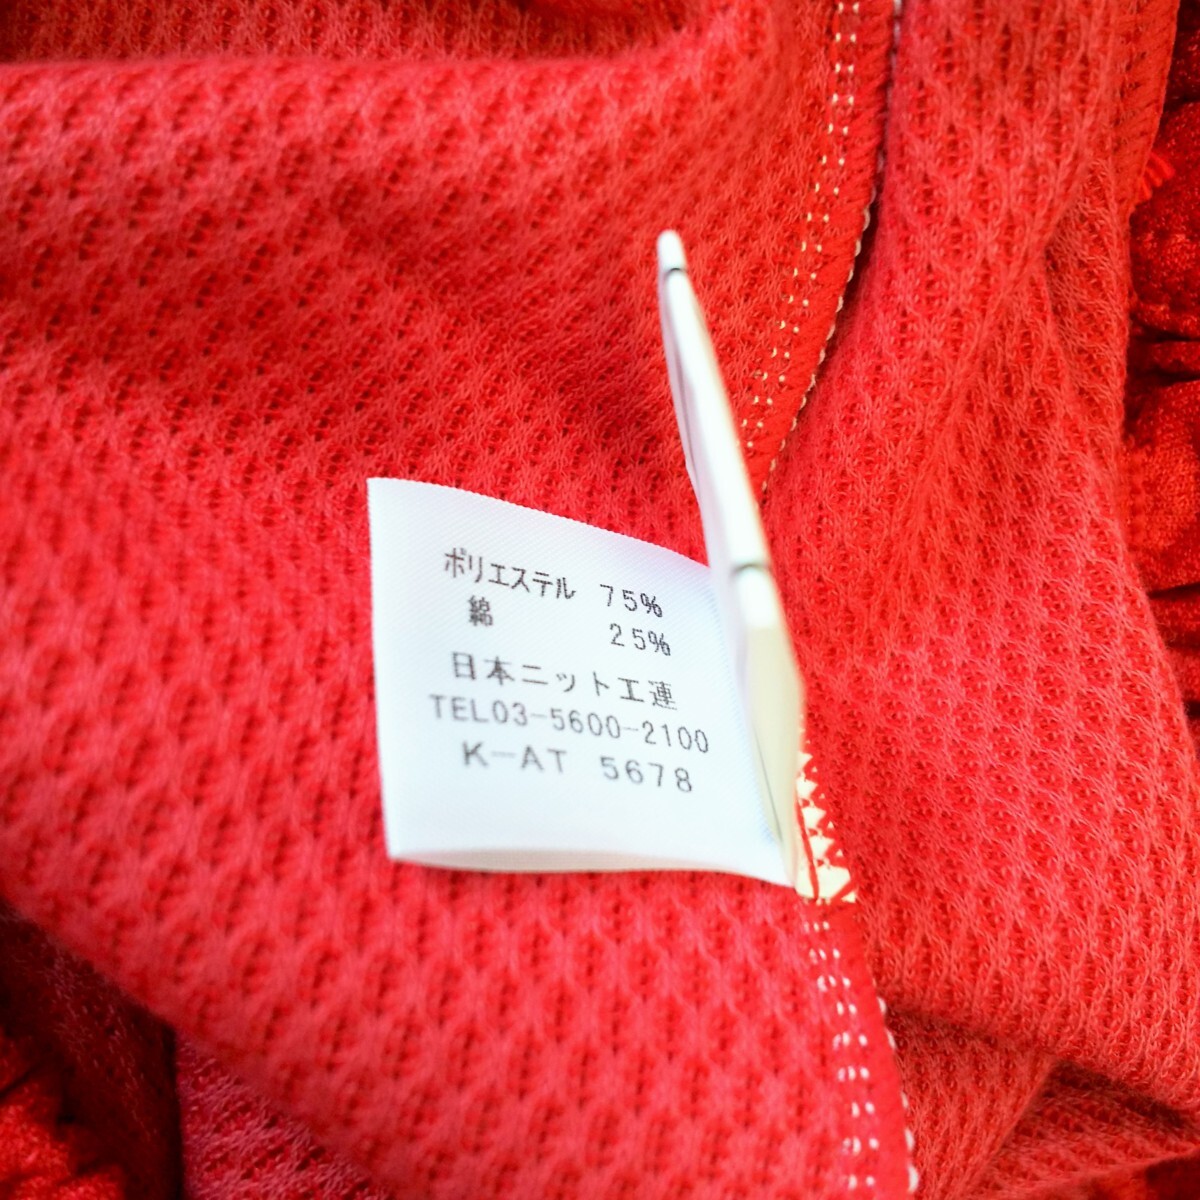 ポリエステル 75%
綿 25%
日本ニット工連
TEL03-5600-2100
K-AT 5678